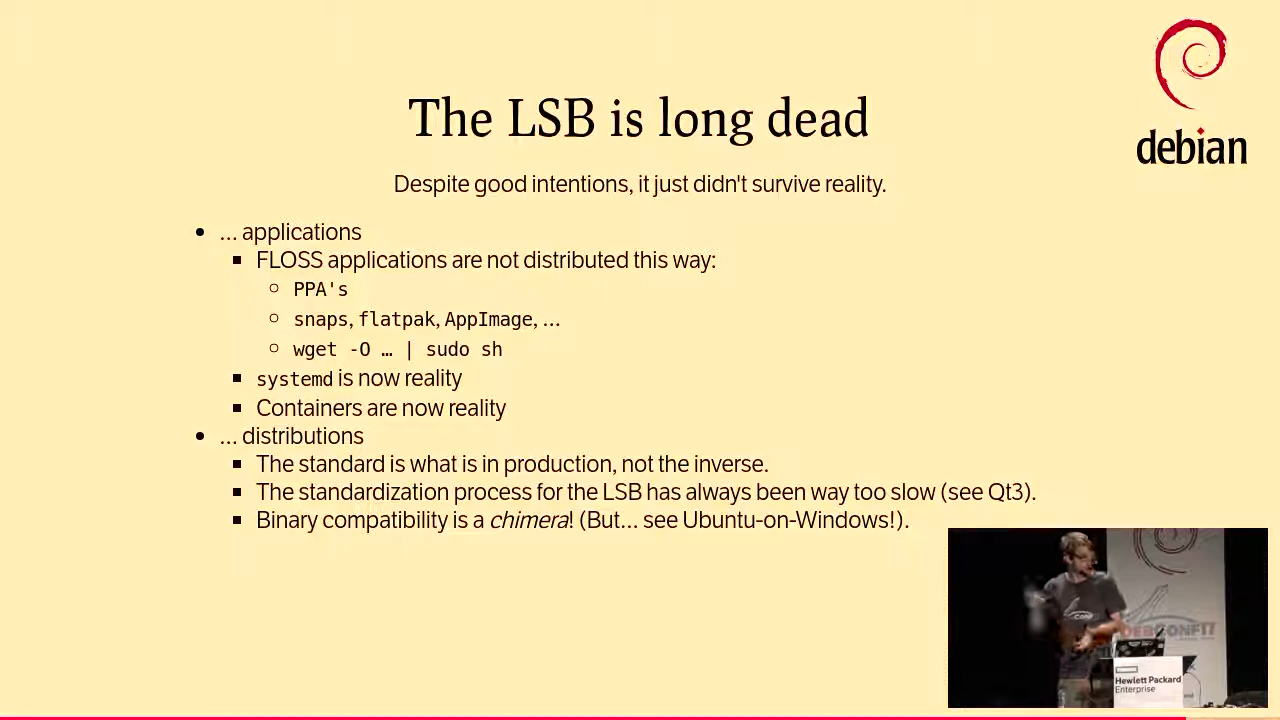 debian
The LSB is long dead
Despite good intentions, it just didn't survive reality.
... applications
FLOSS applications are not distributed this way:
PPA's
snaps, flatpak, AppImage, ...
wget -O … | sudo sh
systemd is now reality
Containers are now reality
... distributions
The standard is what is in production, not the inverse.
The standardization process for the LSB has always been way too slow (see Qt3).
Binary compatibility is a chimera! (But... see Ubuntu-on-Windows!).
DEBCONF17
Hewlett Packard
Enterprise